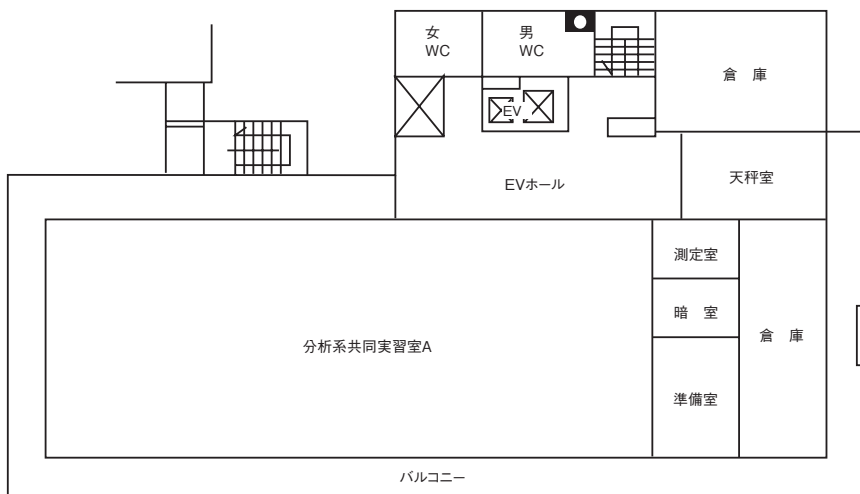 女
WC
男
WC
倉　庫
EV
天秤室
EVホール
測定室
暗　室
倉　庫
分析系共同実習室A
準備室
バルコニー